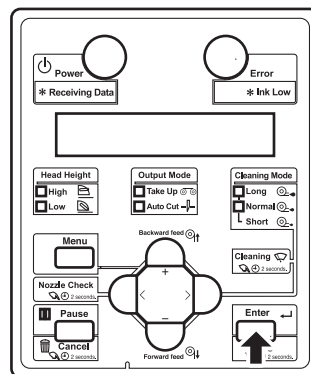 Power
Error
* Receiving Data
* Ink Low
Head Height
High
Low
Output Mode
Take Up
Auto Cut
Cleaning Mode
Long
Normal
Short
Menu
Backward feed
Cleaning
2 seconds.
Nozzle Check
2 seconds.
+
< >
−
Pause
Cancel
2 seconds.
Forward feed
Enter